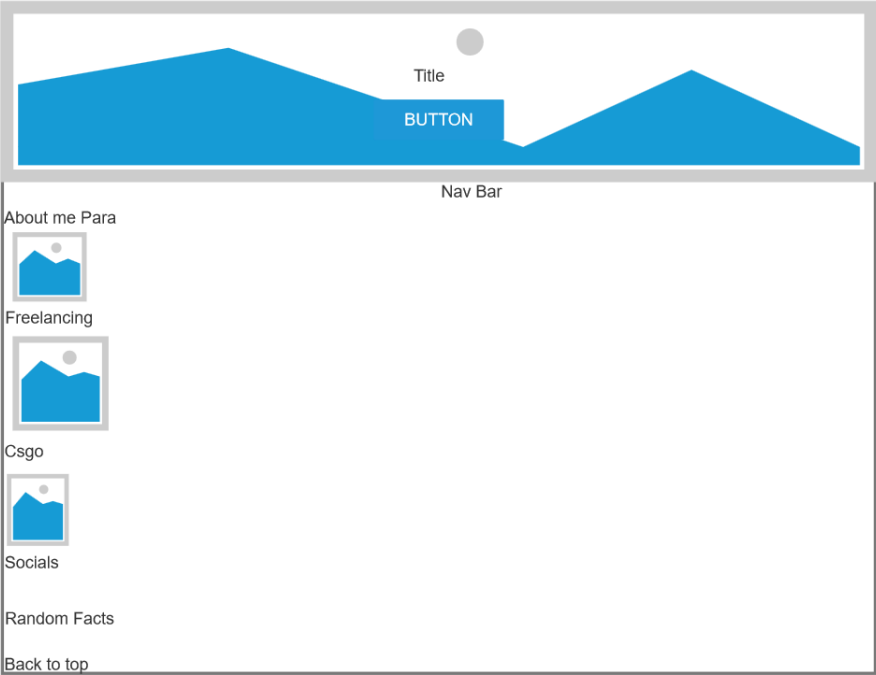 Title
BUTTON
Nav Bar
About me Para
Freelancing
Csgo
Socials
Random Facts
Back to top